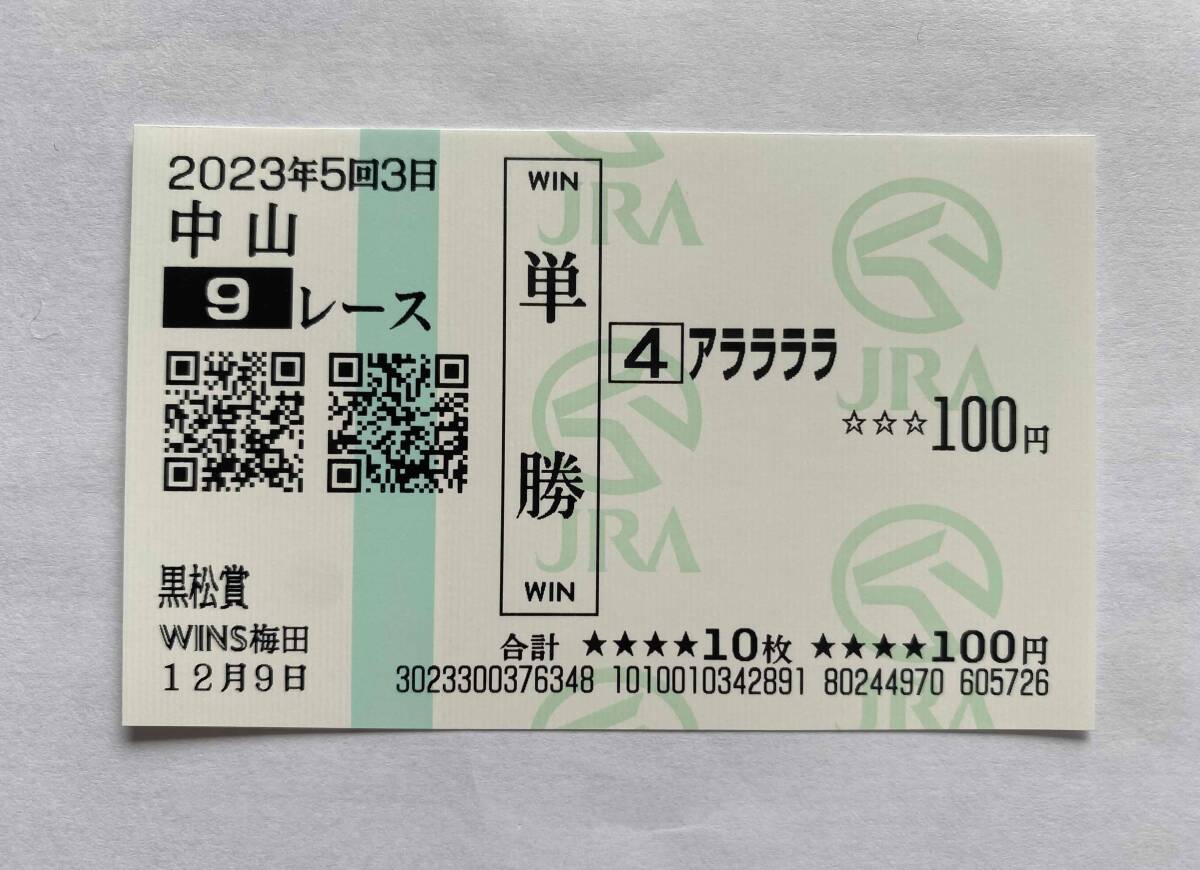 2023年5回3日
中山
9レース
黒松賞
WINS梅田
12月9日
WIN
単勝
WIN
4 アララララ
☆☆☆100円
合計 ★★★★10枚 ★★★★100円
3023300376348 1010010342891 80244970 605726
JRA
JRA
JRA
JRA